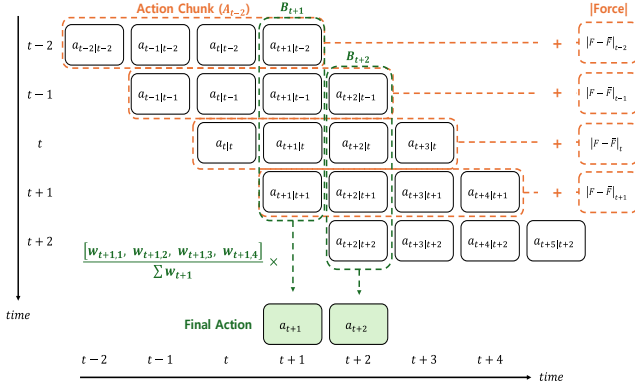 Action Chunk (A_{t−2}) B_{t+1} |Force|
t−2 a_{t−2|t−2} a_{t−1|t−2} a_{t|t−2} a_{t+1|t−2} + |F − F̄|_{t−2}
B_{t+2}
t−1 a_{t−1|t−1} a_{t|t−1} a_{t+1|t−1} a_{t+2|t−1} + |F − F̄|_{t−1}
t a_{t|t} a_{t+1|t} a_{t+2|t} a_{t+3|t} + |F − F̄|_t
t+1 a_{t+1|t+1} a_{t+2|t+1} a_{t+3|t+1} a_{t+4|t+1} + |F − F̄|_{t+1}
t+2 a_{t+2|t+2} a_{t+3|t+2} a_{t+4|t+2} a_{t+5|t+2}
[w_{t+1,1}, w_{t+1,2}, w_{t+1,3}, w_{t+1,4}]
×
∑ w_{t+1}
time
Final Action a_{t+1} a_{t+2}
t−2 t−1 t t+1 t+2 t+3 t+4
time